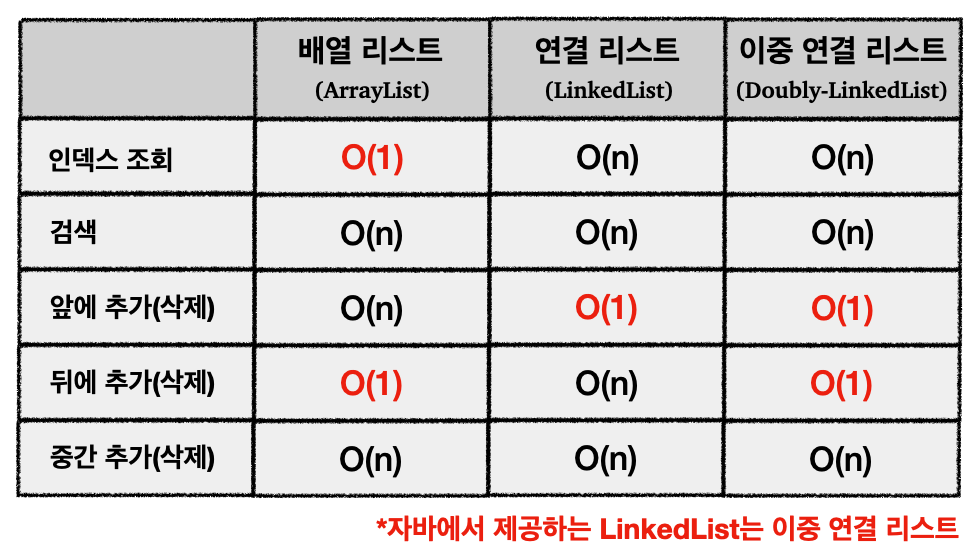 배열 리스트 연결 리스트 이중 연결 리스트
(ArrayList) (LinkedList) (Doubly-LinkedList)
인덱스 조회 O(1) O(n) O(n)
검색 O(n) O(n) O(n)
앞에 추가(삭제) O(n) O(1) O(1)
뒤에 추가(삭제) O(1) O(n) O(1)
중간 추가(삭제) O(n) O(n) O(n)
*자바에서 제공하는 LinkedList는 이중 연결 리스트